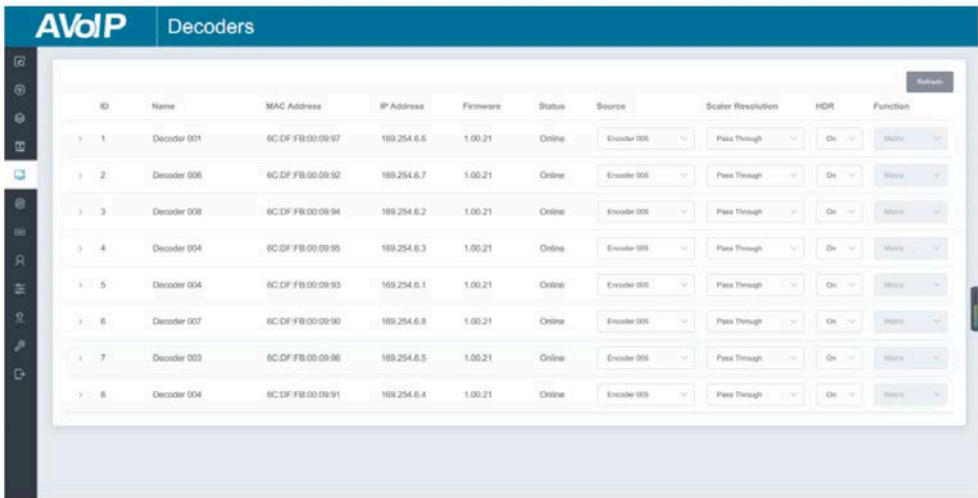 AVoIP Decoders
Refresh
ID Name MAC Address IP Address Firmware Status Source Scaler Resolution HDR Function
1 Decoder 001 6C:DF:FB:00:09:97 169.254.6.6 1.00.21 Online Encoder 005 Pass Through On Matrix
2 Decoder 006 6C:DF:FB:00:09:92 169.254.6.7 1.00.21 Online Encoder 005 Pass Through On Matrix
3 Decoder 008 6C:DF:FB:00:09:94 169.254.6.2 1.00.21 Online Encoder 005 Pass Through On Matrix
4 Decoder 004 6C:DF:FB:00:09:95 169.254.6.3 1.00.21 Online Encoder 005 Pass Through On Matrix
5 Decoder 004 6C:DF:FB:00:09:93 169.254.6.1 1.00.21 Online Encoder 005 Pass Through On Matrix
6 Decoder 007 6C:DF:FB:00:09:90 169.254.6.8 1.00.21 Online Encoder 005 Pass Through On Matrix
7 Decoder 003 6C:DF:FB:00:09:96 169.254.6.5 1.00.21 Online Encoder 005 Pass Through On Matrix
8 Decoder 004 6C:DF:FB:00:09:91 169.254.6.4 1.00.21 Online Encoder 005 Pass Through On Matrix